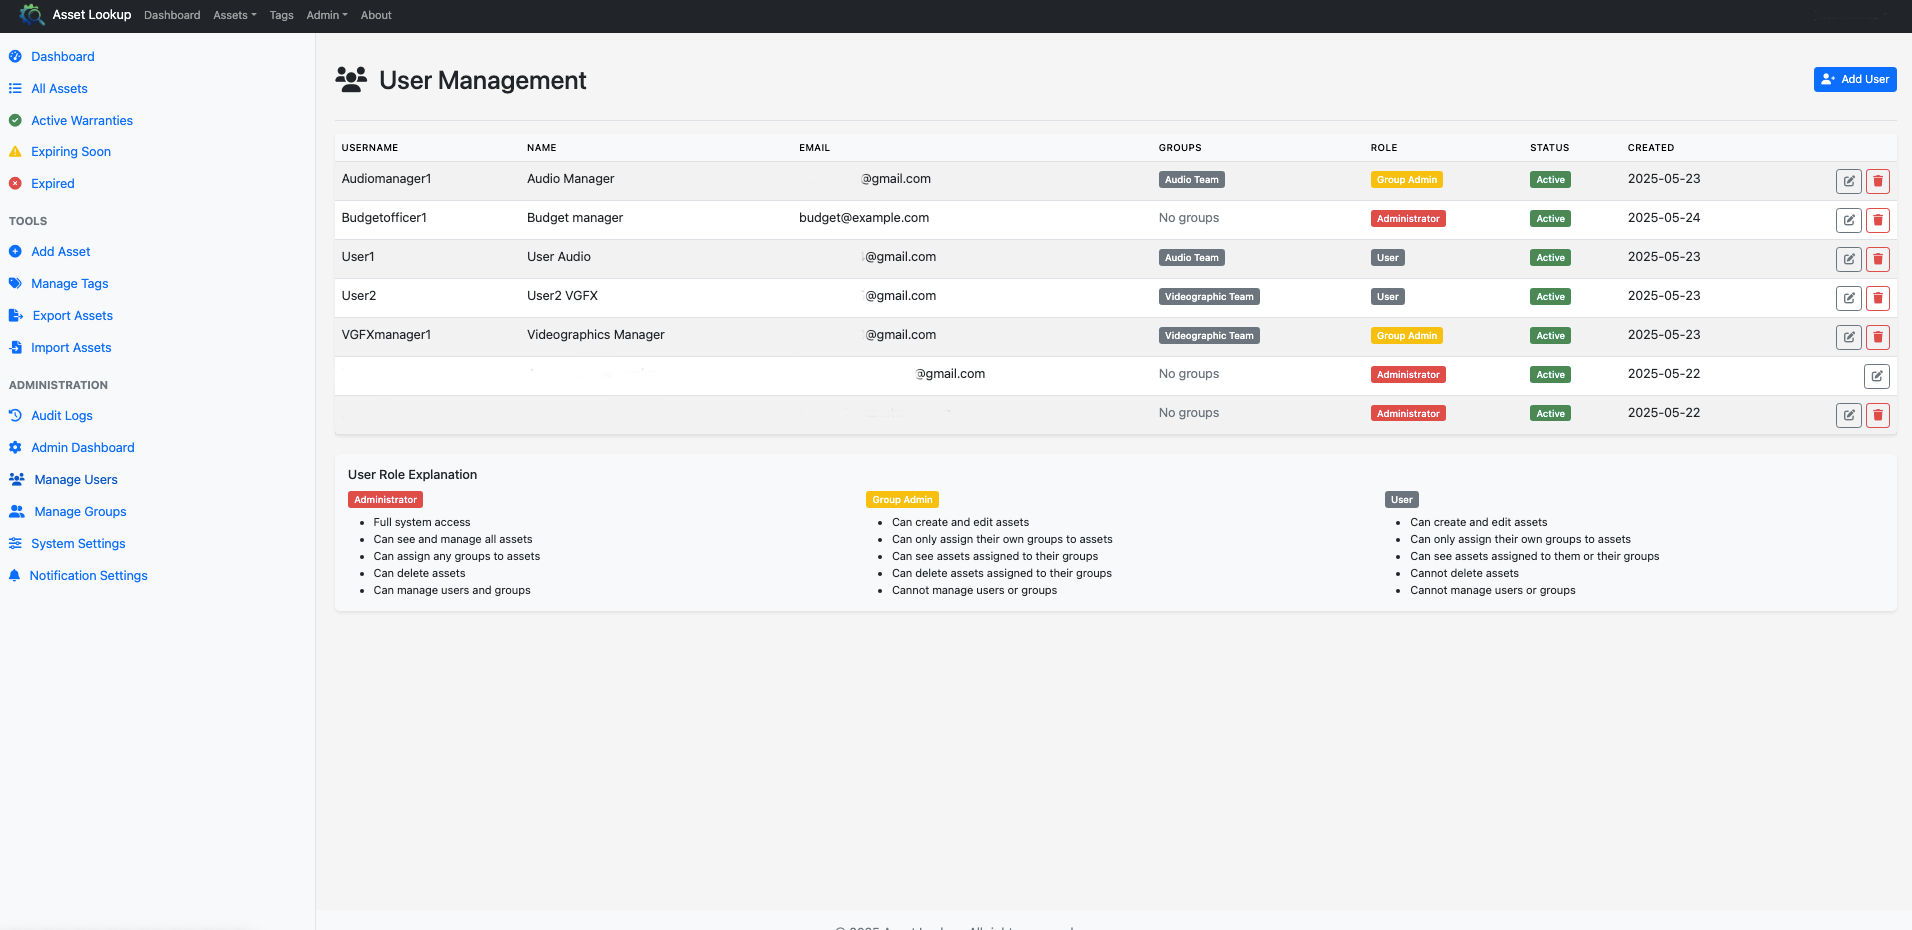 Asset Lookup Dashboard Assets Tags Admin About
Dashboard
All Assets
Active Warranties
Expiring Soon
Expired
TOOLS
Add Asset
Manage Tags
Export Assets
Import Assets
ADMINISTRATION
Audit Logs
Admin Dashboard
Manage Users
Manage Groups
System Settings
Notification Settings
User Management
Add User
USERNAME NAME EMAIL GROUPS ROLE STATUS CREATED
Audiomanager1 Audio Manager @gmail.com Audio Team Group Admin Active 2025-05-23
Budgetofficer1 Budget manager budget@example.com No groups Administrator Active 2025-05-24
User1 User Audio @gmail.com Audio Team User Active 2025-05-23
User2 User2 VGFX @gmail.com Videographic Team User Active 2025-05-23
VGFXmanager1 Videographics Manager @gmail.com Videographic Team Group Admin Active 2025-05-23
@gmail.com No groups Administrator Active 2025-05-22
No groups Administrator Active 2025-05-22
User Role Explanation
Administrator
Full system access
Can see and manage all assets
Can assign any groups to assets
Can delete assets
Can manage users and groups
Group Admin
Can create and edit assets
Can only assign their own groups to assets
Can see assets assigned to their groups
Can delete assets assigned to their groups
Cannot manage users or groups
User
Can create and edit assets
Can only assign their own groups to assets
Can see assets assigned to them or their groups
Cannot delete assets
Cannot manage users or groups